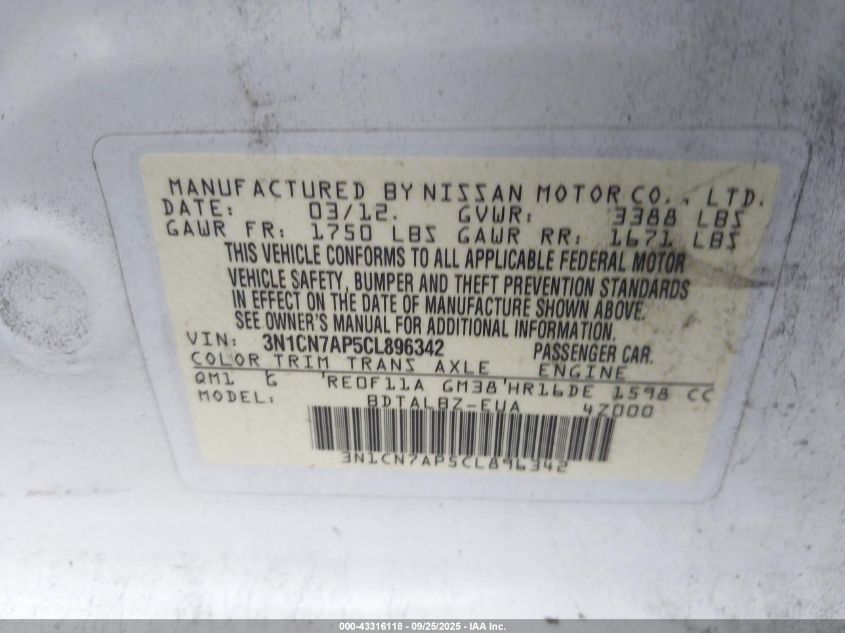 MANUFACTURED BY NISSAN MOTOR CO., LTD.
DATE: 03/12. GVWR: 3388 LBS
GAWR FR: 1750 LBS GAWR RR: 1671 LBS
THIS VEHICLE CONFORMS TO ALL APPLICABLE FEDERAL MOTOR
VEHICLE SAFETY, BUMPER AND THEFT PREVENTION STANDARDS
IN EFFECT ON THE DATE OF MANUFACTURE SHOWN ABOVE.
SEE OWNER'S MANUAL FOR ADDITIONAL INFORMATION.
VIN: 3N1CN7AP5CL896342 PASSENGER CAR.
COLOR TRIM TRANS AXLE ENGINE
QM1 G RE0F11A GM38 HR16DE 1598 CC
MODEL: BDTALBZ-EUA 4Z000
3N1CN7AP5CL896342
000-43316118 - 09/25/2025 - IAA Inc.